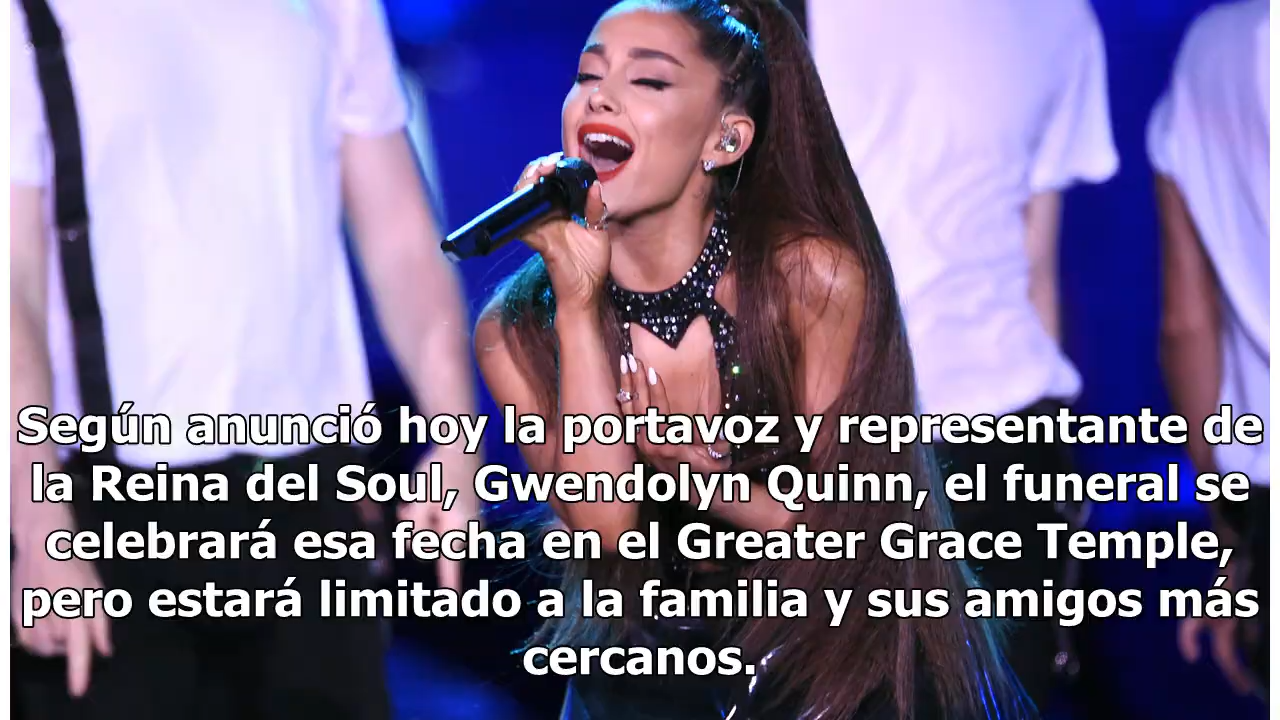 Según anunció hoy la portavoz y representante de
la Reina del Soul, Gwendolyn Quinn, el funeral se
celebrará esa fecha en el Greater Grace Temple,
pero estará limitado a la familia y sus amigos más
cercanos.